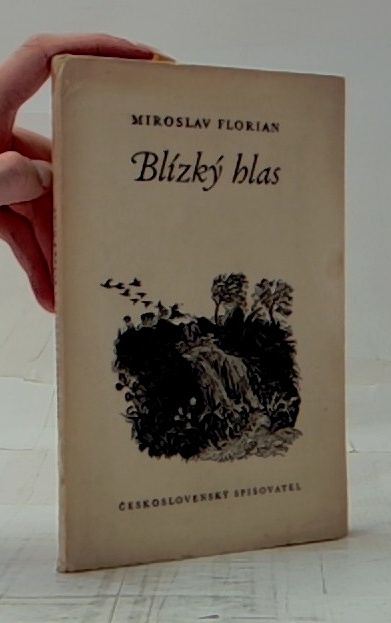 MIROSLAV FLORIAN
Blízký hlas
ČESKOSLOVENSKÝ SPISOVATEL